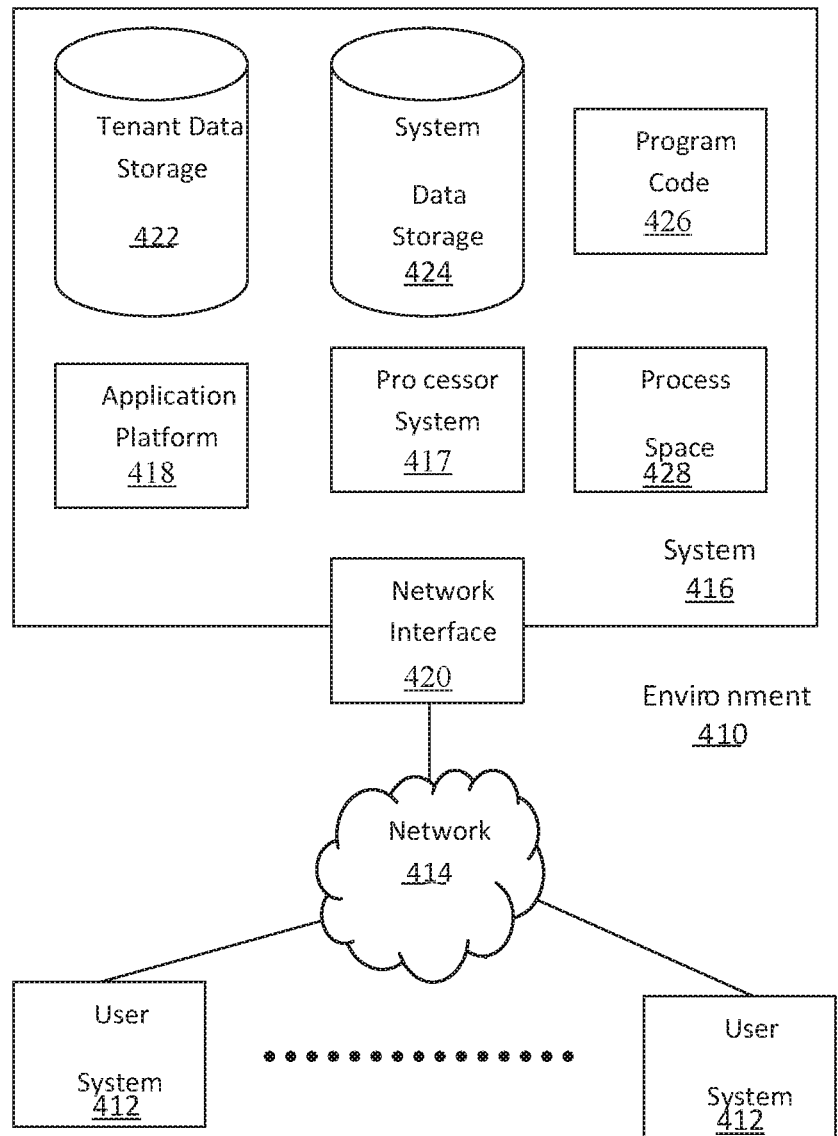 Tenant Data
Storage
422
System
Data
Storage
424
Program
Code
426
Application
Platform
418
Pro cessor
System
417
Process
Space
428
System
416
Network
Interface
420
Enviro nment
410
Network
414
User
System
412
User
System
412